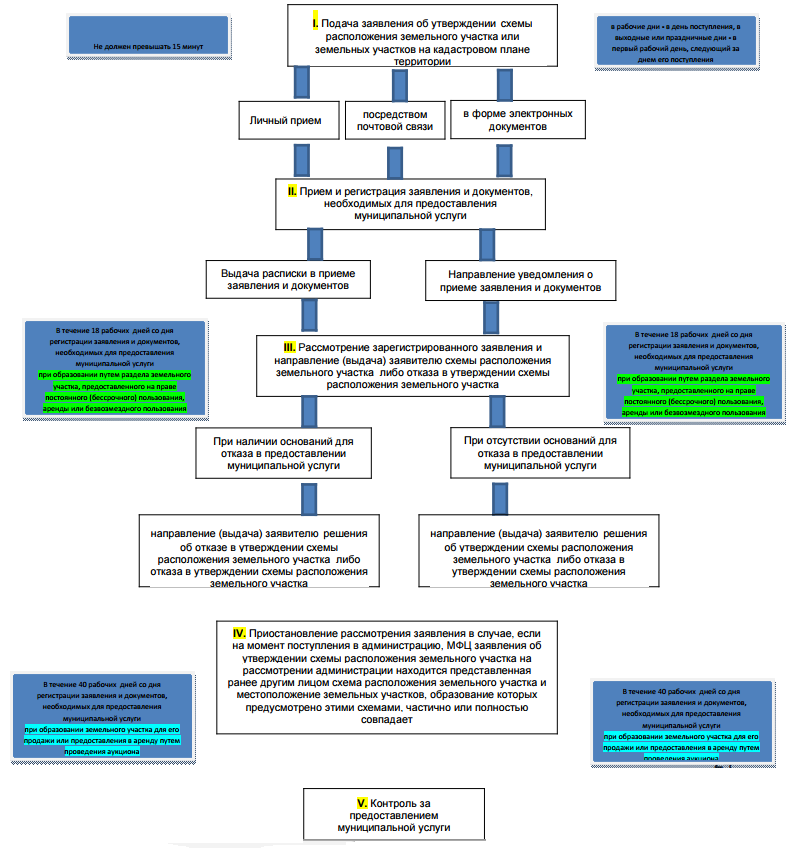 Не должен превышать 15 минут
I. Подача заявления об утверждении схемы
расположения земельного участка или
земельных участков на кадастровом плане
территории
в рабочие дни - в день поступления, в
выходные или праздничные дни - в
первый рабочий день, следующий за
днем его поступления
Личный прием
посредством
почтовой связи
в форме электронных
документов
II. Прием и регистрация заявления и документов,
необходимых для предоставления
муниципальной услуги
Выдача расписки в приеме
заявления и документов
Направление уведомления о
приеме заявления и документов
В течение 18 рабочих дней со дня
регистрации заявления и документов,
необходимых для предоставления
муниципальной услуги
при образовании путем раздела земельного
участка, предоставленного на праве
постоянного (бессрочного) пользования,
аренды или безвозмездного пользования
III. Рассмотрение зарегистрированного заявления и
направление (выдача) заявителю схемы расположения
земельного участка либо отказа в утверждении схемы
расположения земельного участка
В течение 18 рабочих дней со дня
регистрации заявления и документов,
необходимых для предоставления
муниципальной услуги
при образовании путем раздела земельного
участка, предоставленного на праве
постоянного (бессрочного) пользования,
аренды или безвозмездного пользования
При наличии оснований для
отказа в предоставлении
муниципальной услуги
При отсутствии оснований для
отказа в предоставлении
муниципальной услуги
направление (выдача) заявителю решения
об отказе в утверждении схемы
расположения земельного участка либо
отказа в утверждении схемы расположения
земельного участка
направление (выдача) заявителю решения
об утверждении схемы расположения
земельного участка либо отказа в
утверждении схемы расположения
земельного участка
IV. Приостановление рассмотрения заявления в случае, если
на момент поступления в администрацию, МФЦ заявления об
утверждении схемы расположения земельного участка на
рассмотрении администрации находится представленная
ранее другим лицом схема расположения земельного участка и
местоположение земельных участков, образование которых
предусмотрено этими схемами, частично или полностью
совпадает
В течение 40 рабочих дней со дня
регистрации заявления и документов,
необходимых для предоставления
муниципальной услуги
при образовании земельного участка для его
продажи или предоставления в аренду путем
проведения аукциона
В течение 40 рабочих дней со дня
регистрации заявления и документов,
необходимых для предоставления
муниципальной услуги
при образовании земельного участка для его
продажи или предоставления в аренду путем
проведения аукциона
V. Контроль за
предоставлением
муниципальной услуги